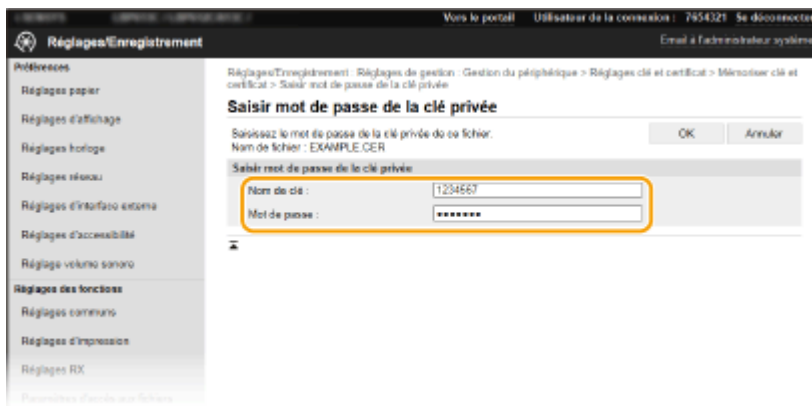 Vers le portail Utilisateur de la connexion : 7654321 Se déconnecter
Réglages/Enregistrement
Email à l'administrateur système
Préférences
Réglages papier
Réglages d'affichage
Réglages horloge
Réglages réseau
Réglages d'interface externe
Réglages d'accessibilité
Réglage volume sonore
Réglages des fonctions
Réglages communs
Réglages d'impression
Réglages RX
Paramètres d'accès aux fichiers
Réglages/Enregistrement : Réglages de gestion : Gestion du périphérique > Réglages clé et certificat > Mémoriser clé et
certificat > Saisir mot de passe de la clé privée
Saisir mot de passe de la clé privée
Saisissez le mot de passe de la clé privée de ce fichier.
Nom de fichier : EXAMPLE.CER
OK
Annuler
Saisir mot de passe de la clé privée
Nom de clé : 1234567
Mot de passe : •••••••